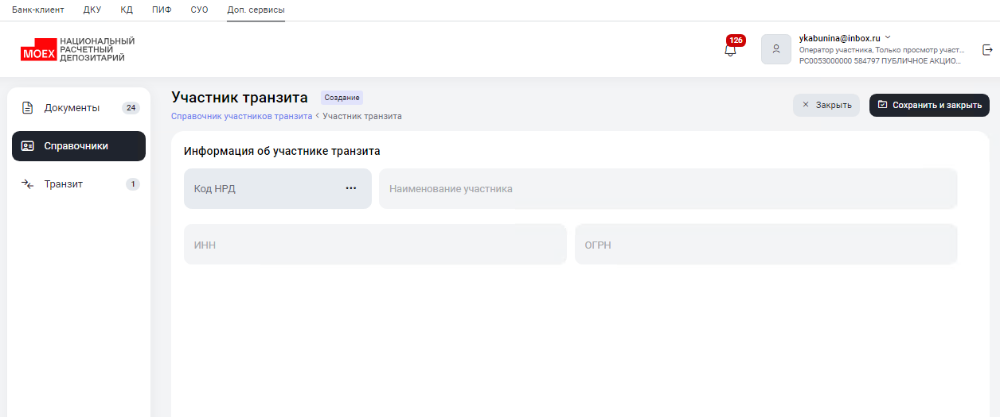 Банк-клиент ДКУ КД ПИФ СУО Доп. сервисы
MOEX НАЦИОНАЛЬНЫЙ
РАСЧЕТНЫЙ
ДЕПОЗИТАРИЙ
126
ykabunina@inbox.ru
Оператор участника, Только просмотр участ...
PC0053000000 584797 ПУБЛИЧНОЕ АКЦИО...
Документы 24
Справочники
Транзит 1
Участник транзита Создание
Справочник участников транзита < Участник транзита
Закрыть Сохранить и закрыть
Информация об участнике транзита
Код НРД ... Наименование участника
ИНН ОГРН